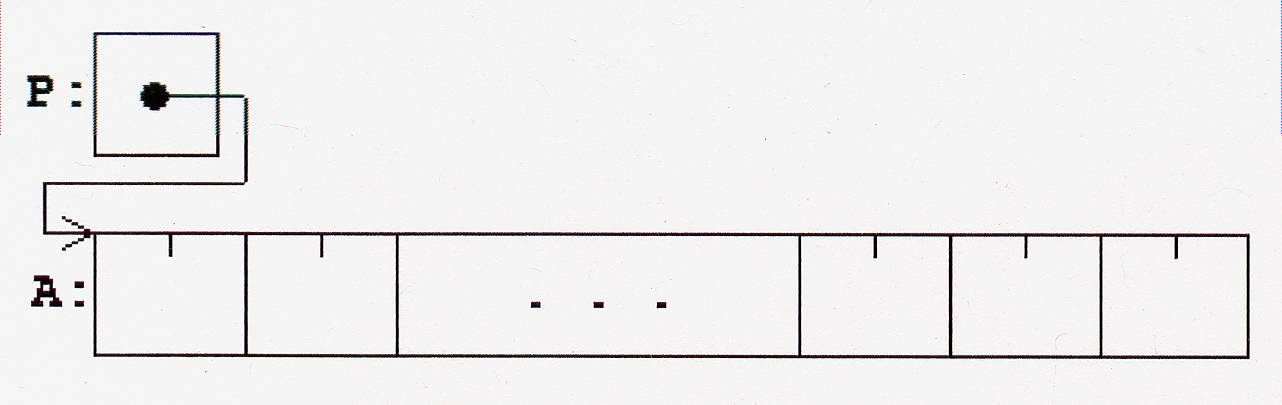 P:
A:
. . .